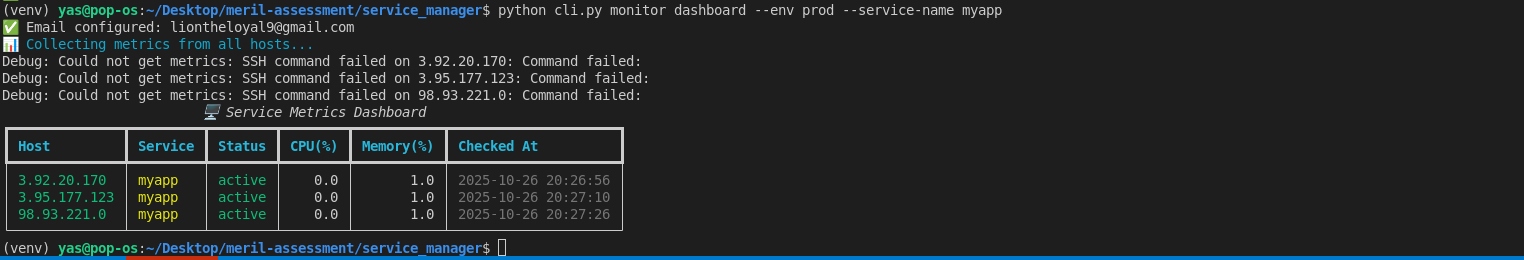 (venv) yas@pop-os:~/Desktop/meril-assessment/service_manager$ python cli.py monitor dashboard --env prod --service-name myapp
✅ Email configured: liontheloyal9@gmail.com
📊 Collecting metrics from all hosts...
Debug: Could not get metrics: SSH command failed on 3.92.20.170: Command failed:
Debug: Could not get metrics: SSH command failed on 3.95.177.123: Command failed:
Debug: Could not get metrics: SSH command failed on 98.93.221.0: Command failed:
🖥️ Service Metrics Dashboard
Host Service Status CPU(%) Memory(%) Checked At
3.92.20.170 myapp active 0.0 1.0 2025-10-26 20:26:56
3.95.177.123 myapp active 0.0 1.0 2025-10-26 20:27:10
98.93.221.0 myapp active 0.0 1.0 2025-10-26 20:27:26
(venv) yas@pop-os:~/Desktop/meril-assessment/service_manager$